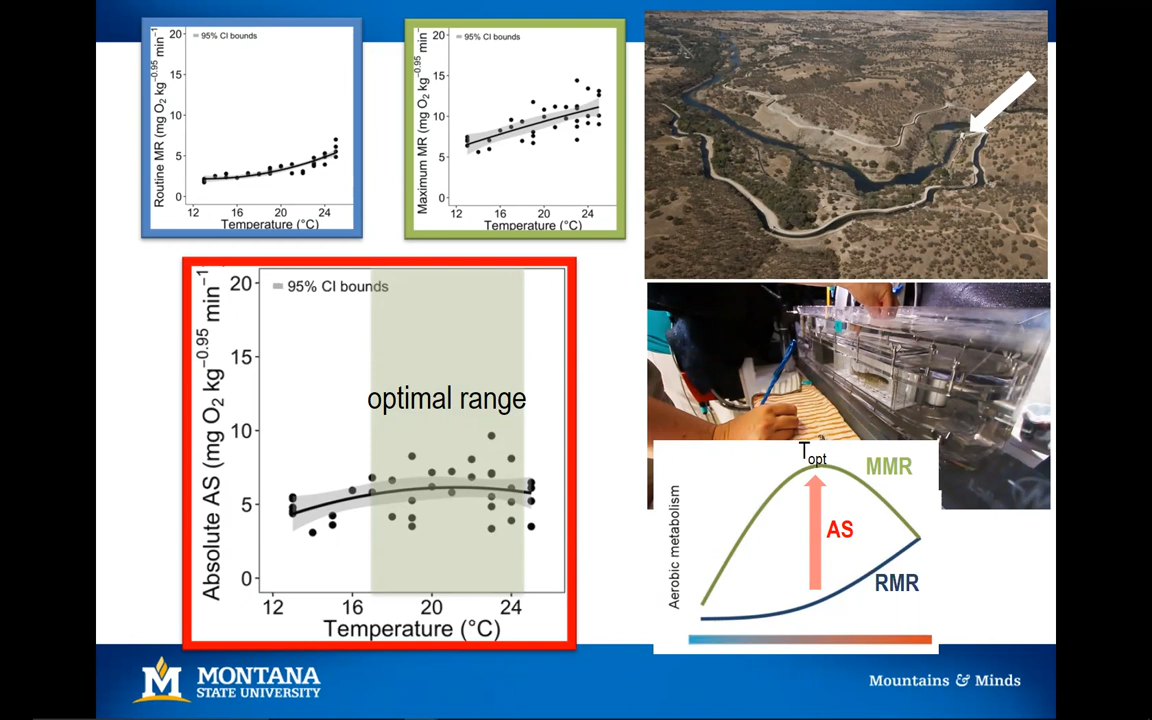 95% CI bounds
Routine MR (mg O2 kg−0.95 min−1
20
15
10
5
0
12 16 20 24
Temperature (°C)
95% CI bounds
Maximum MR (mg O2 kg−0.95 min−1
20
15
10
5
0
12 16 20 24
Temperature (°C)
95% CI bounds
Absolute AS (mg O2 kg−0.95 min−1
20
15
10
5
0
optimal range
12 16 20 24
Temperature (°C)
Topt
MMR
AS
RMR
Aerobic metabolism
M MONTANA
STATE UNIVERSITY
Mountains & Minds